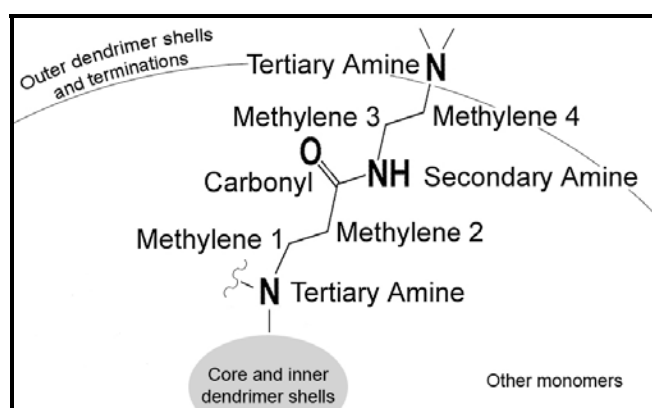 Outer dendrimer shells
and terminations
Tertiary Amine N
Methylene 3
Methylene 4
O
Carbonyl
NH Secondary Amine
Methylene 1
Methylene 2
N Tertiary Amine
Core and inner
dendrimer shells
Other monomers